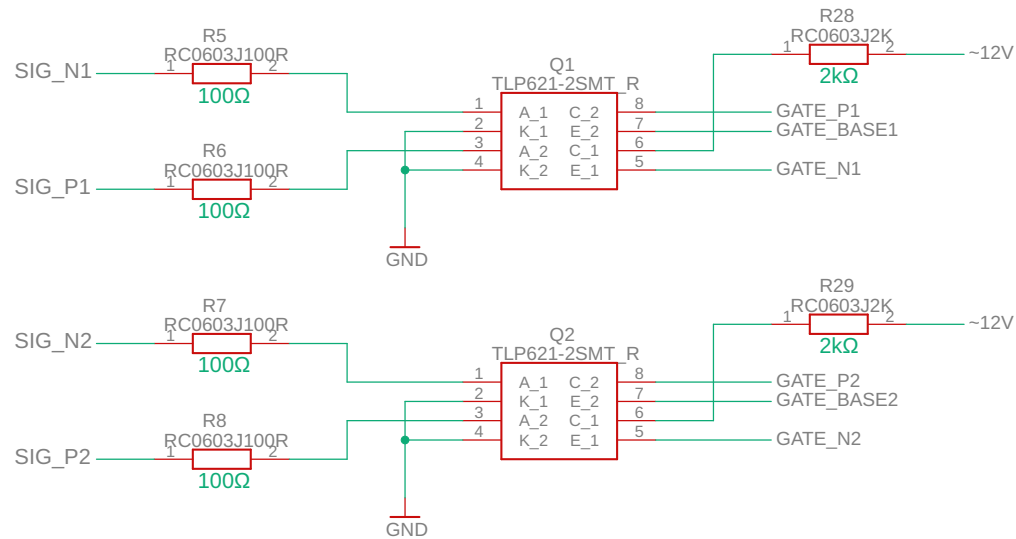 R5
RC0603J100R
SIG_N1
1
2
100Ω
R6
RC0603J100R
SIG_P1
1
2
100Ω
GND
Q1
TLP621-2SMT_R
1 A_1 C_2 8
2 K_1 E_2 7
3 A_2 C_1 6
4 K_2 E_1 5
R28
RC0603J2K
1
2
2kΩ
~12V
GATE_P1
GATE_BASE1
GATE_N1
R7
RC0603J100R
SIG_N2
1
2
100Ω
R8
RC0603J100R
SIG_P2
1
2
100Ω
GND
Q2
TLP621-2SMT_R
1 A_1 C_2 8
2 K_1 E_2 7
3 A_2 C_1 6
4 K_2 E_1 5
R29
RC0603J2K
1
2
2kΩ
~12V
GATE_P2
GATE_BASE2
GATE_N2